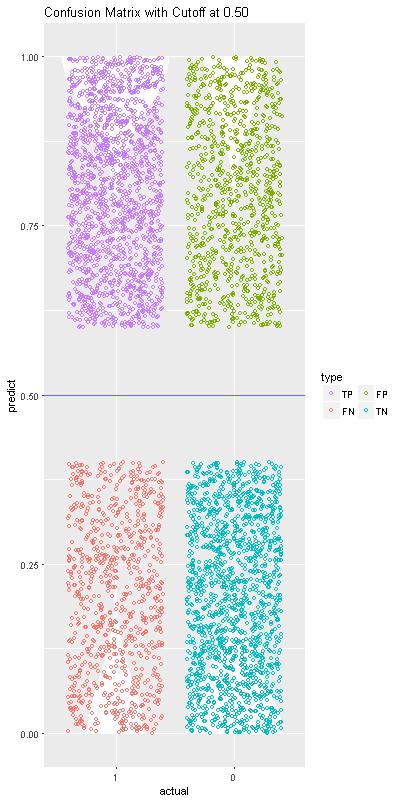 Confusion Matrix with Cutoff at 0.50
1.00
0.75
0.50
0.25
0.00
predict
1 0
actual
type
TP FP
FN TN